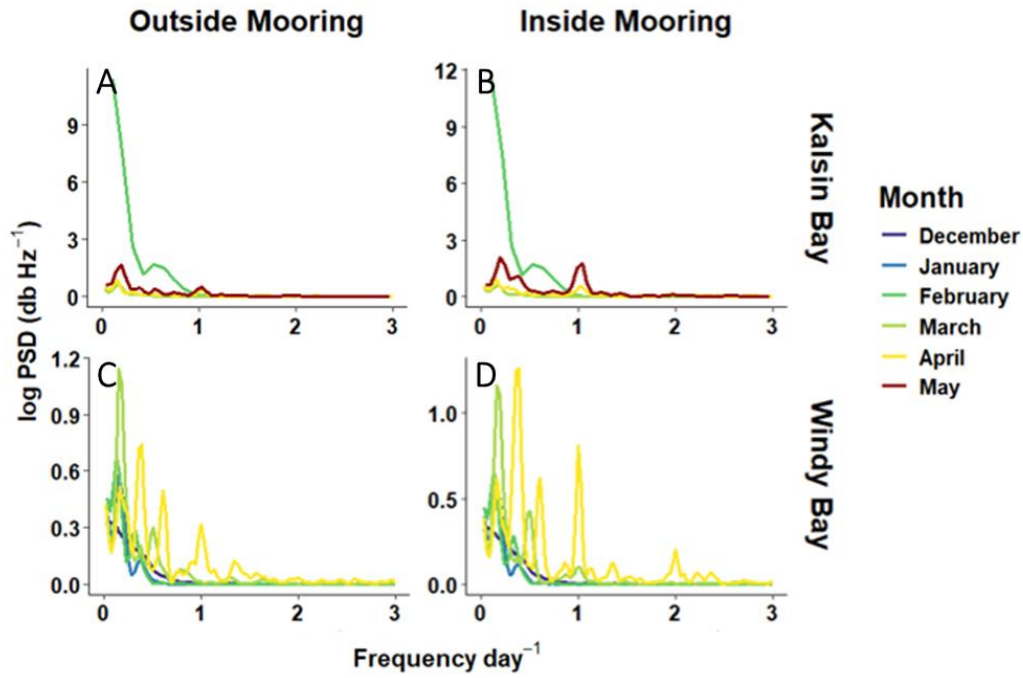 Outside Mooring
Inside Mooring
A
B
12
9
6
3
0
9
6
3
0
0
1
2
3
0
1
2
3
Kalsin Bay
log PSD (db Hz⁻¹)
C
D
1.2
0.9
0.6
0.3
0.0
1.0
0.5
0.0
0
1
2
3
0
1
2
3
Windy Bay
Frequency day⁻¹
Month
December
January
February
March
April
May